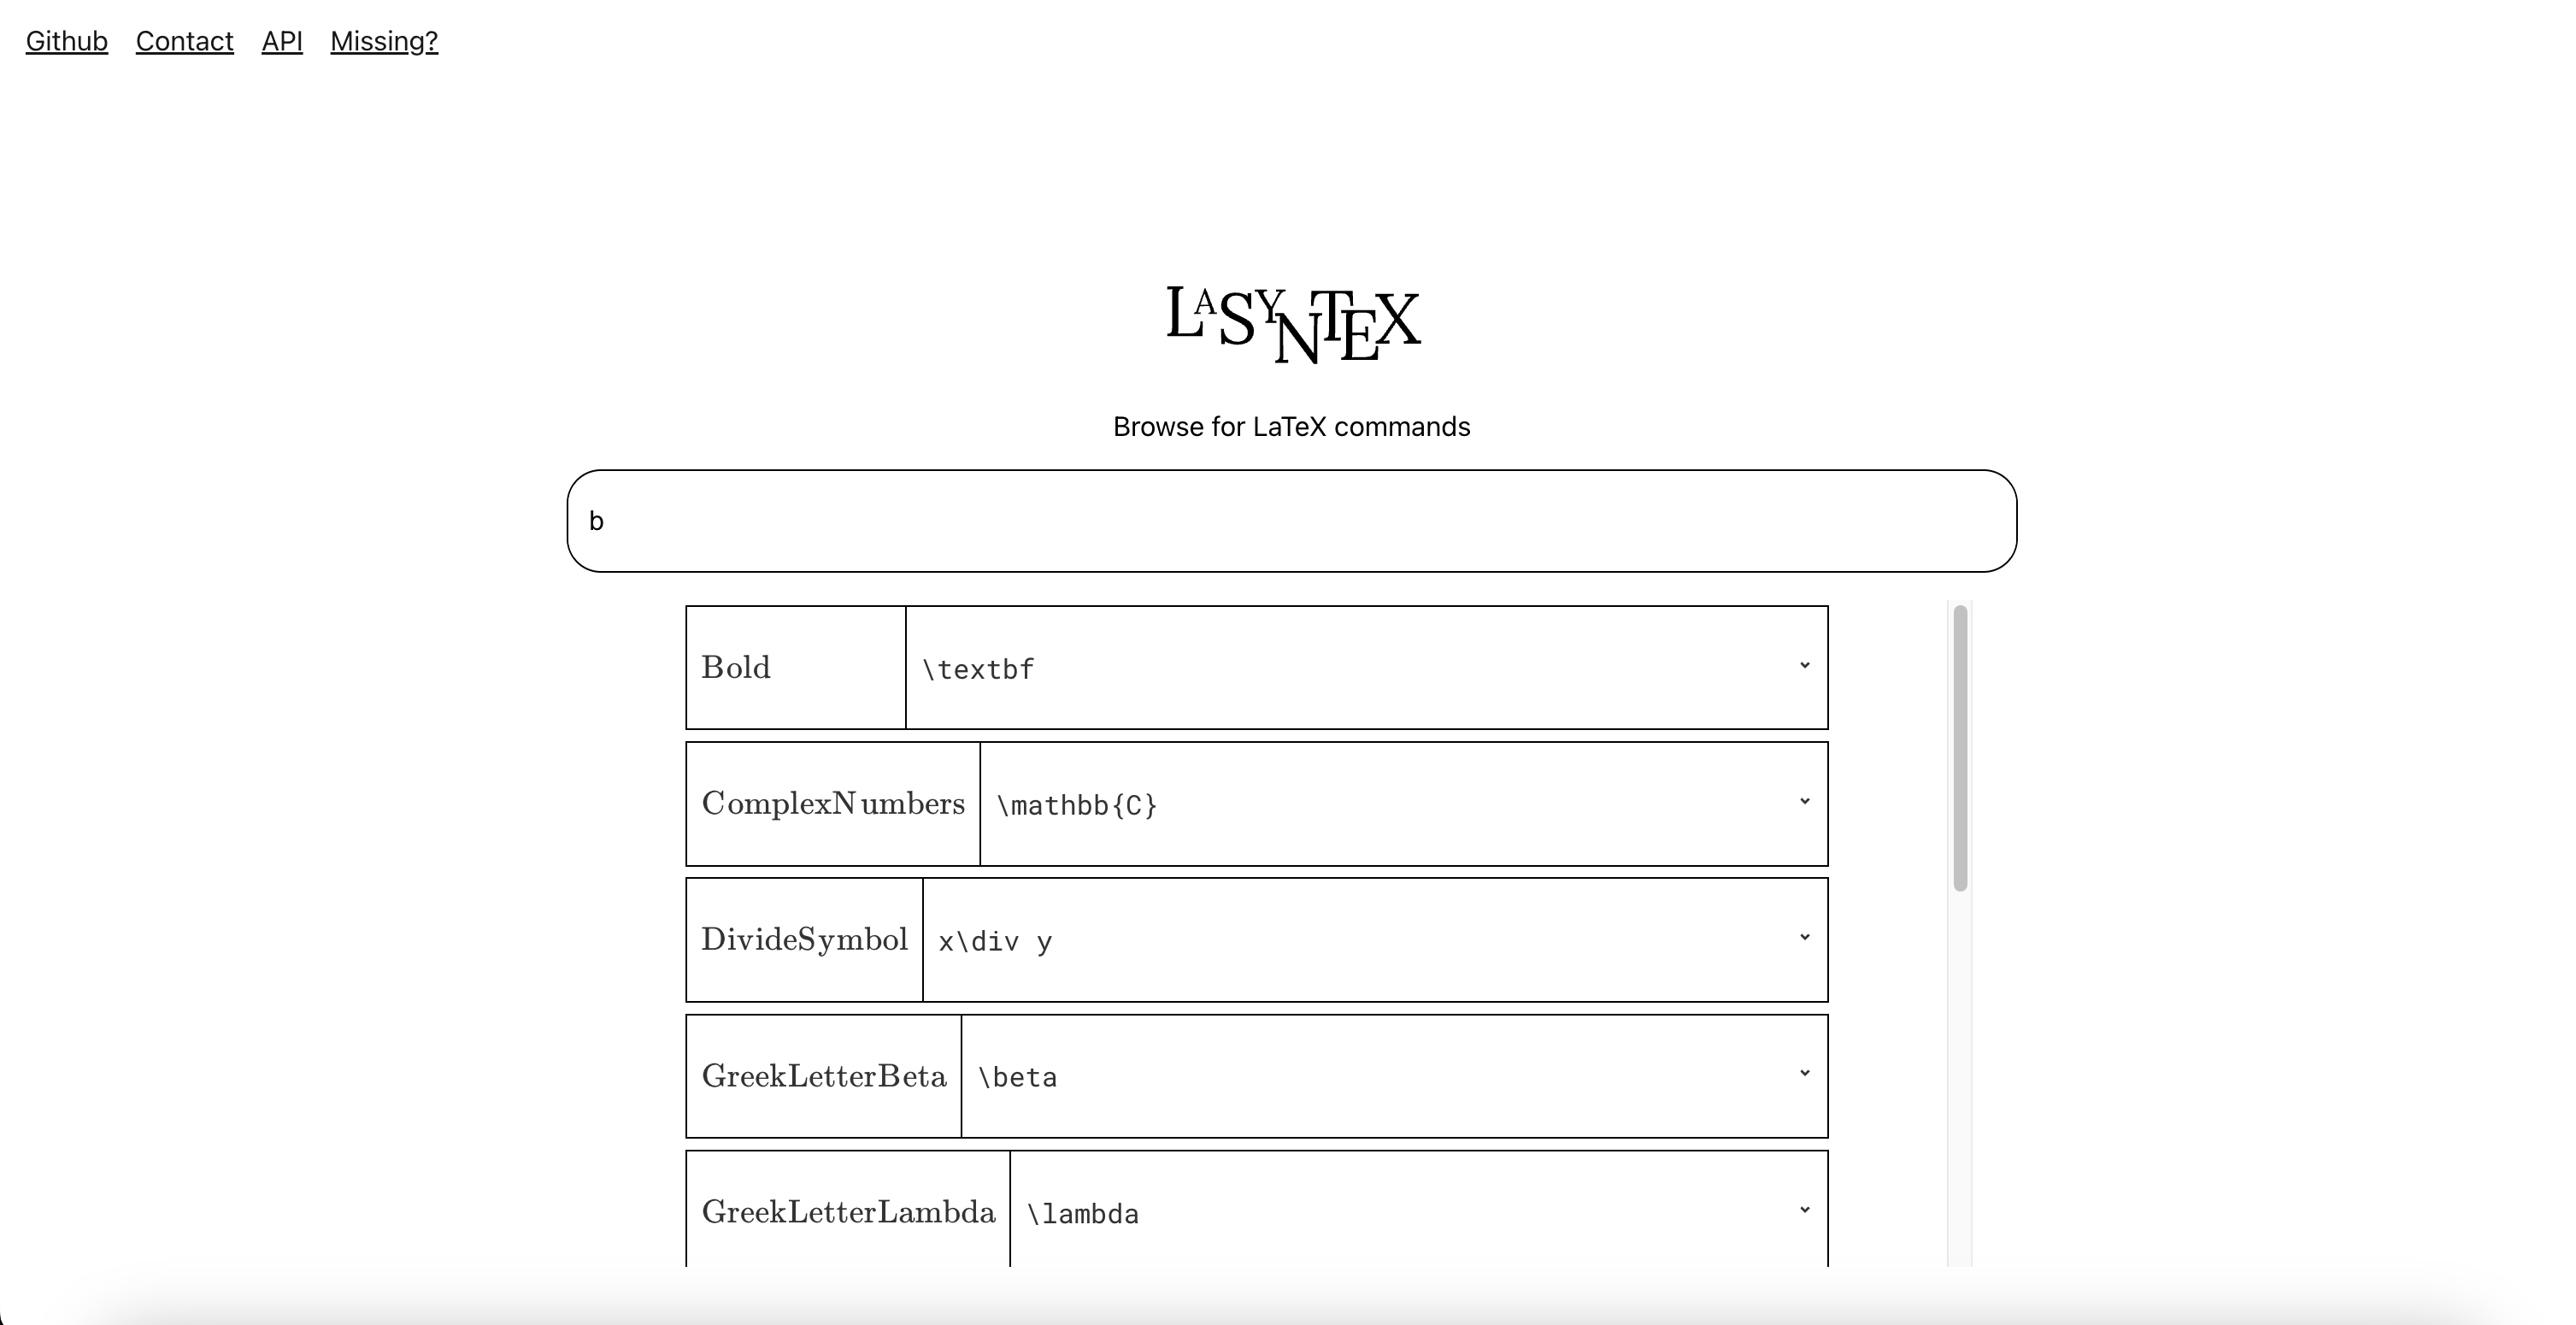 Github Contact API Missing?
LASYNTEX
Browse for LaTeX commands
b
Bold \textbf
ComplexNumbers \mathbb{C}
DivideSymbol x\div y
GreekLetterBeta \beta
GreekLetterLambda \lambda